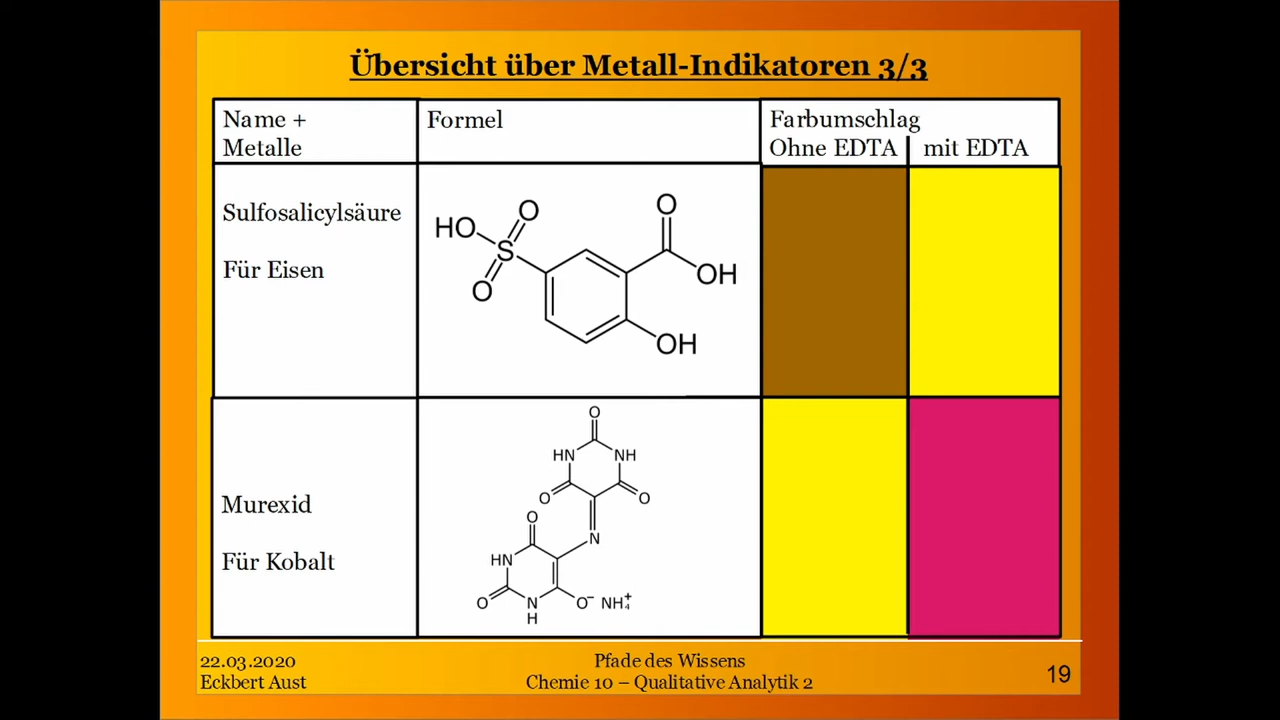 Übersicht über Metall-Indikatoren 3/3
Name +
Metalle
Formel
Farbumschlag
Ohne EDTA
mit EDTA
Sulfosalicylsäure
Für Eisen
HO
O
S
O
O
OH
OH
Murexid
Für Kobalt
O
HN
NH
O
O
O
N
HN
O
N
H
O⁻
NH₄⁺
22.03.2020
Eckbert Aust
Pfade des Wissens
Chemie 10 – Qualitative Analytik 2
19